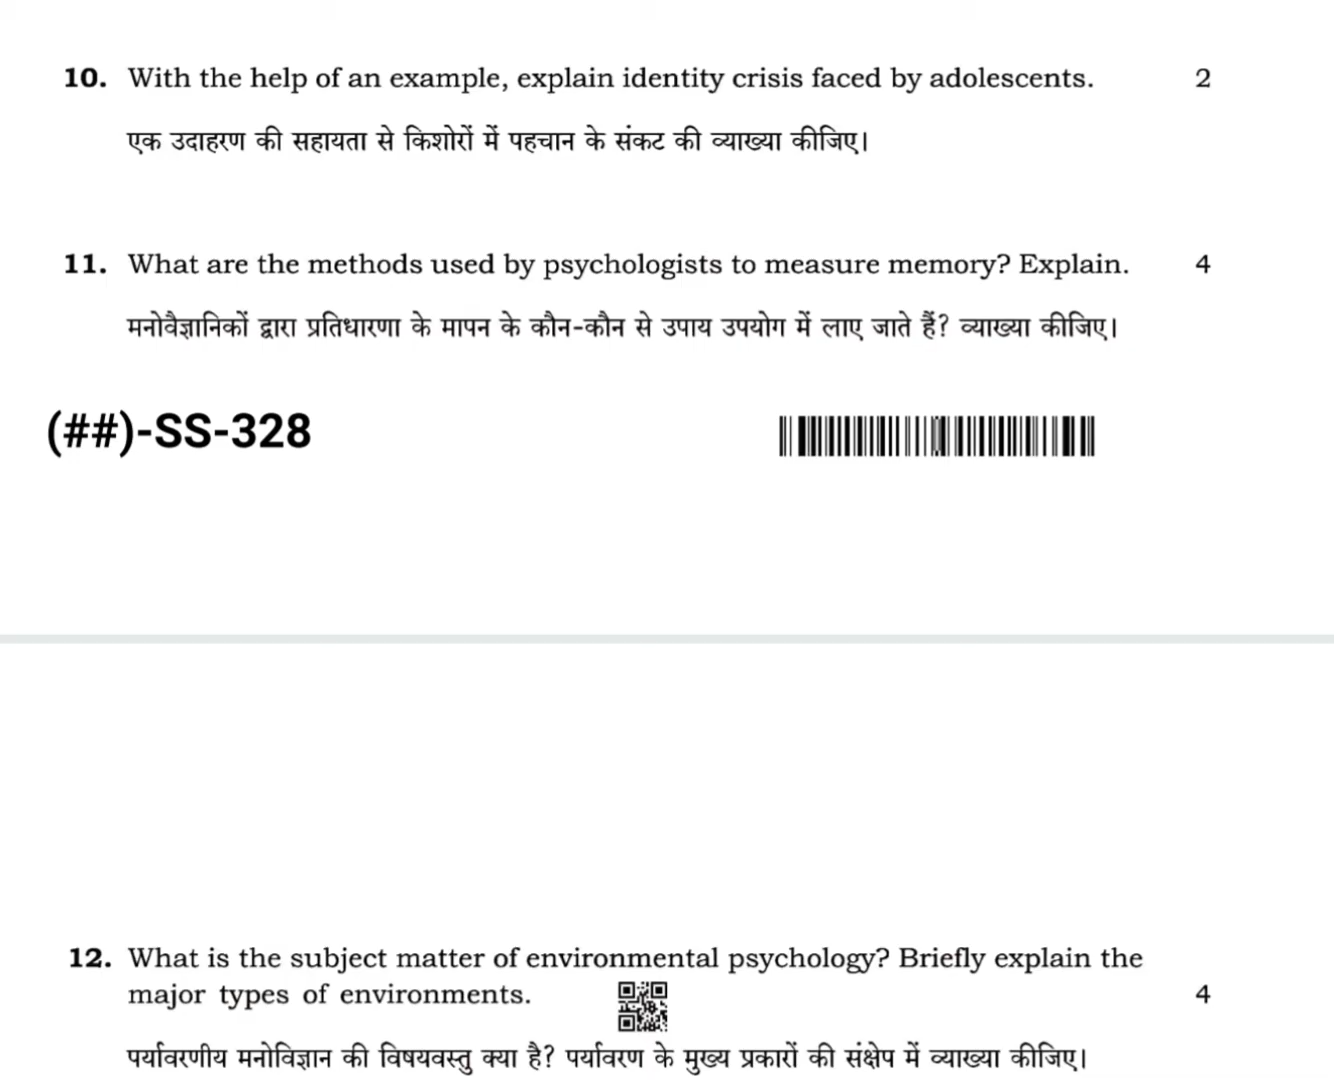 10. With the help of an example, explain identity crisis faced by adolescents. 2
एक उदाहरण की सहायता से किशोरों में पहचान के संकट की व्याख्या कीजिए।
11. What are the methods used by psychologists to measure memory? Explain. 4
मनोवैज्ञानिकों द्वारा प्रतिधारणा के मापन के कौन-कौन से उपाय उपयोग में लाए जाते हैं? व्याख्या कीजिए।
(##)-SS-328
12. What is the subject matter of environmental psychology? Briefly explain the
major types of environments. 4
पर्यावरणीय मनोविज्ञान की विषयवस्तु क्या है? पर्यावरण के मुख्य प्रकारों की संक्षेप में व्याख्या कीजिए।